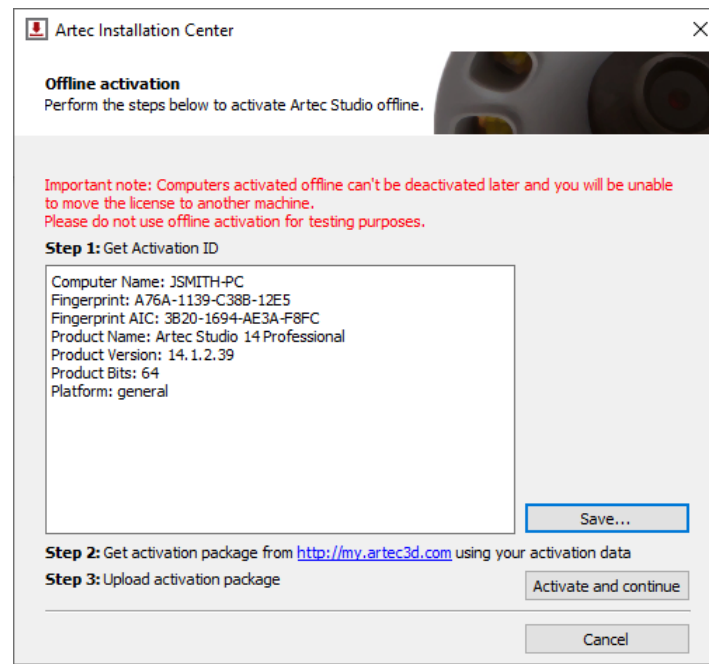 Artec Installation Center
Offline activation
Perform the steps below to activate Artec Studio offline.
Important note: Computers activated offline can't be deactivated later and you will be unable
to move the license to another machine.
Please do not use offline activation for testing purposes.
Step 1: Get Activation ID
Computer Name: JSMITH-PC
Fingerprint: A76A-1139-C38B-12E5
Fingerprint AIC: 3B20-1694-AE3A-F8FC
Product Name: Artec Studio 14 Professional
Product Version: 14.1.2.39
Product Bits: 64
Platform: general
Save...
Step 2: Get activation package from http://my.artec3d.com using your activation data
Step 3: Upload activation package
Activate and continue
Cancel